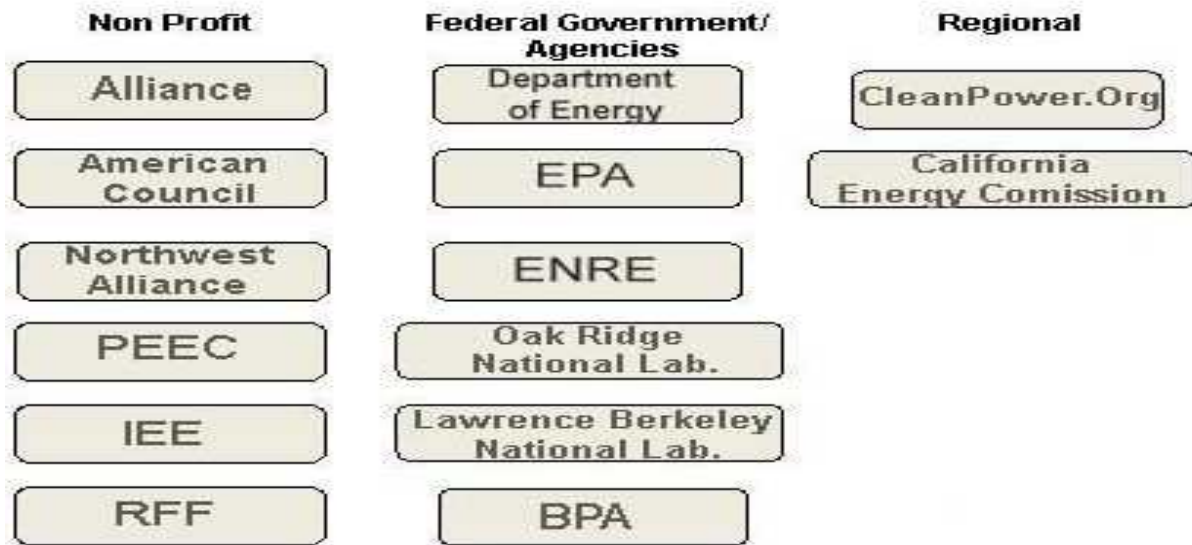 Non Profit
Alliance
American
Council
Northwest
Alliance
PEEC
IEE
RFF
Federal Government/
Agencies
Department
of Energy
EPA
ENRE
Oak Ridge
National Lab.
Lawrence Berkeley
National Lab.
BPA
Regional
CleanPower.Org
California
Energy Comission